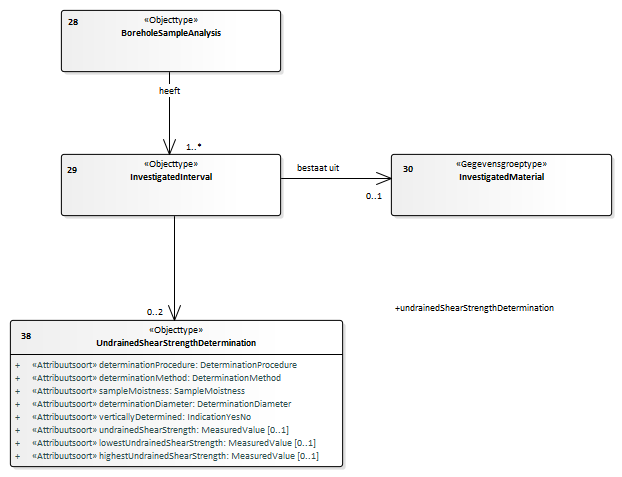 28
«Objecttype»
BoreholeSampleAnalysis
heeft
1..*
29
«Objecttype»
InvestigatedInterval
bestaat uit
0..1
30
«Gegevensgroeptype»
InvestigatedMaterial
0..2
+undrainedShearStrengthDetermination
38
«Objecttype»
UndrainedShearStrengthDetermination
+ «Attribuutsoort» determinationProcedure: DeterminationProcedure
+ «Attribuutsoort» determinationMethod: DeterminationMethod
+ «Attribuutsoort» sampleMoistness: SampleMoistness
+ «Attribuutsoort» determinationDiameter: DeterminationDiameter
+ «Attribuutsoort» verticallyDetermined: IndicationYesNo
+ «Attribuutsoort» undrainedShearStrength: MeasuredValue [0..1]
+ «Attribuutsoort» lowestUndrainedShearStrength: MeasuredValue [0..1]
+ «Attribuutsoort» highestUndrainedShearStrength: MeasuredValue [0..1]